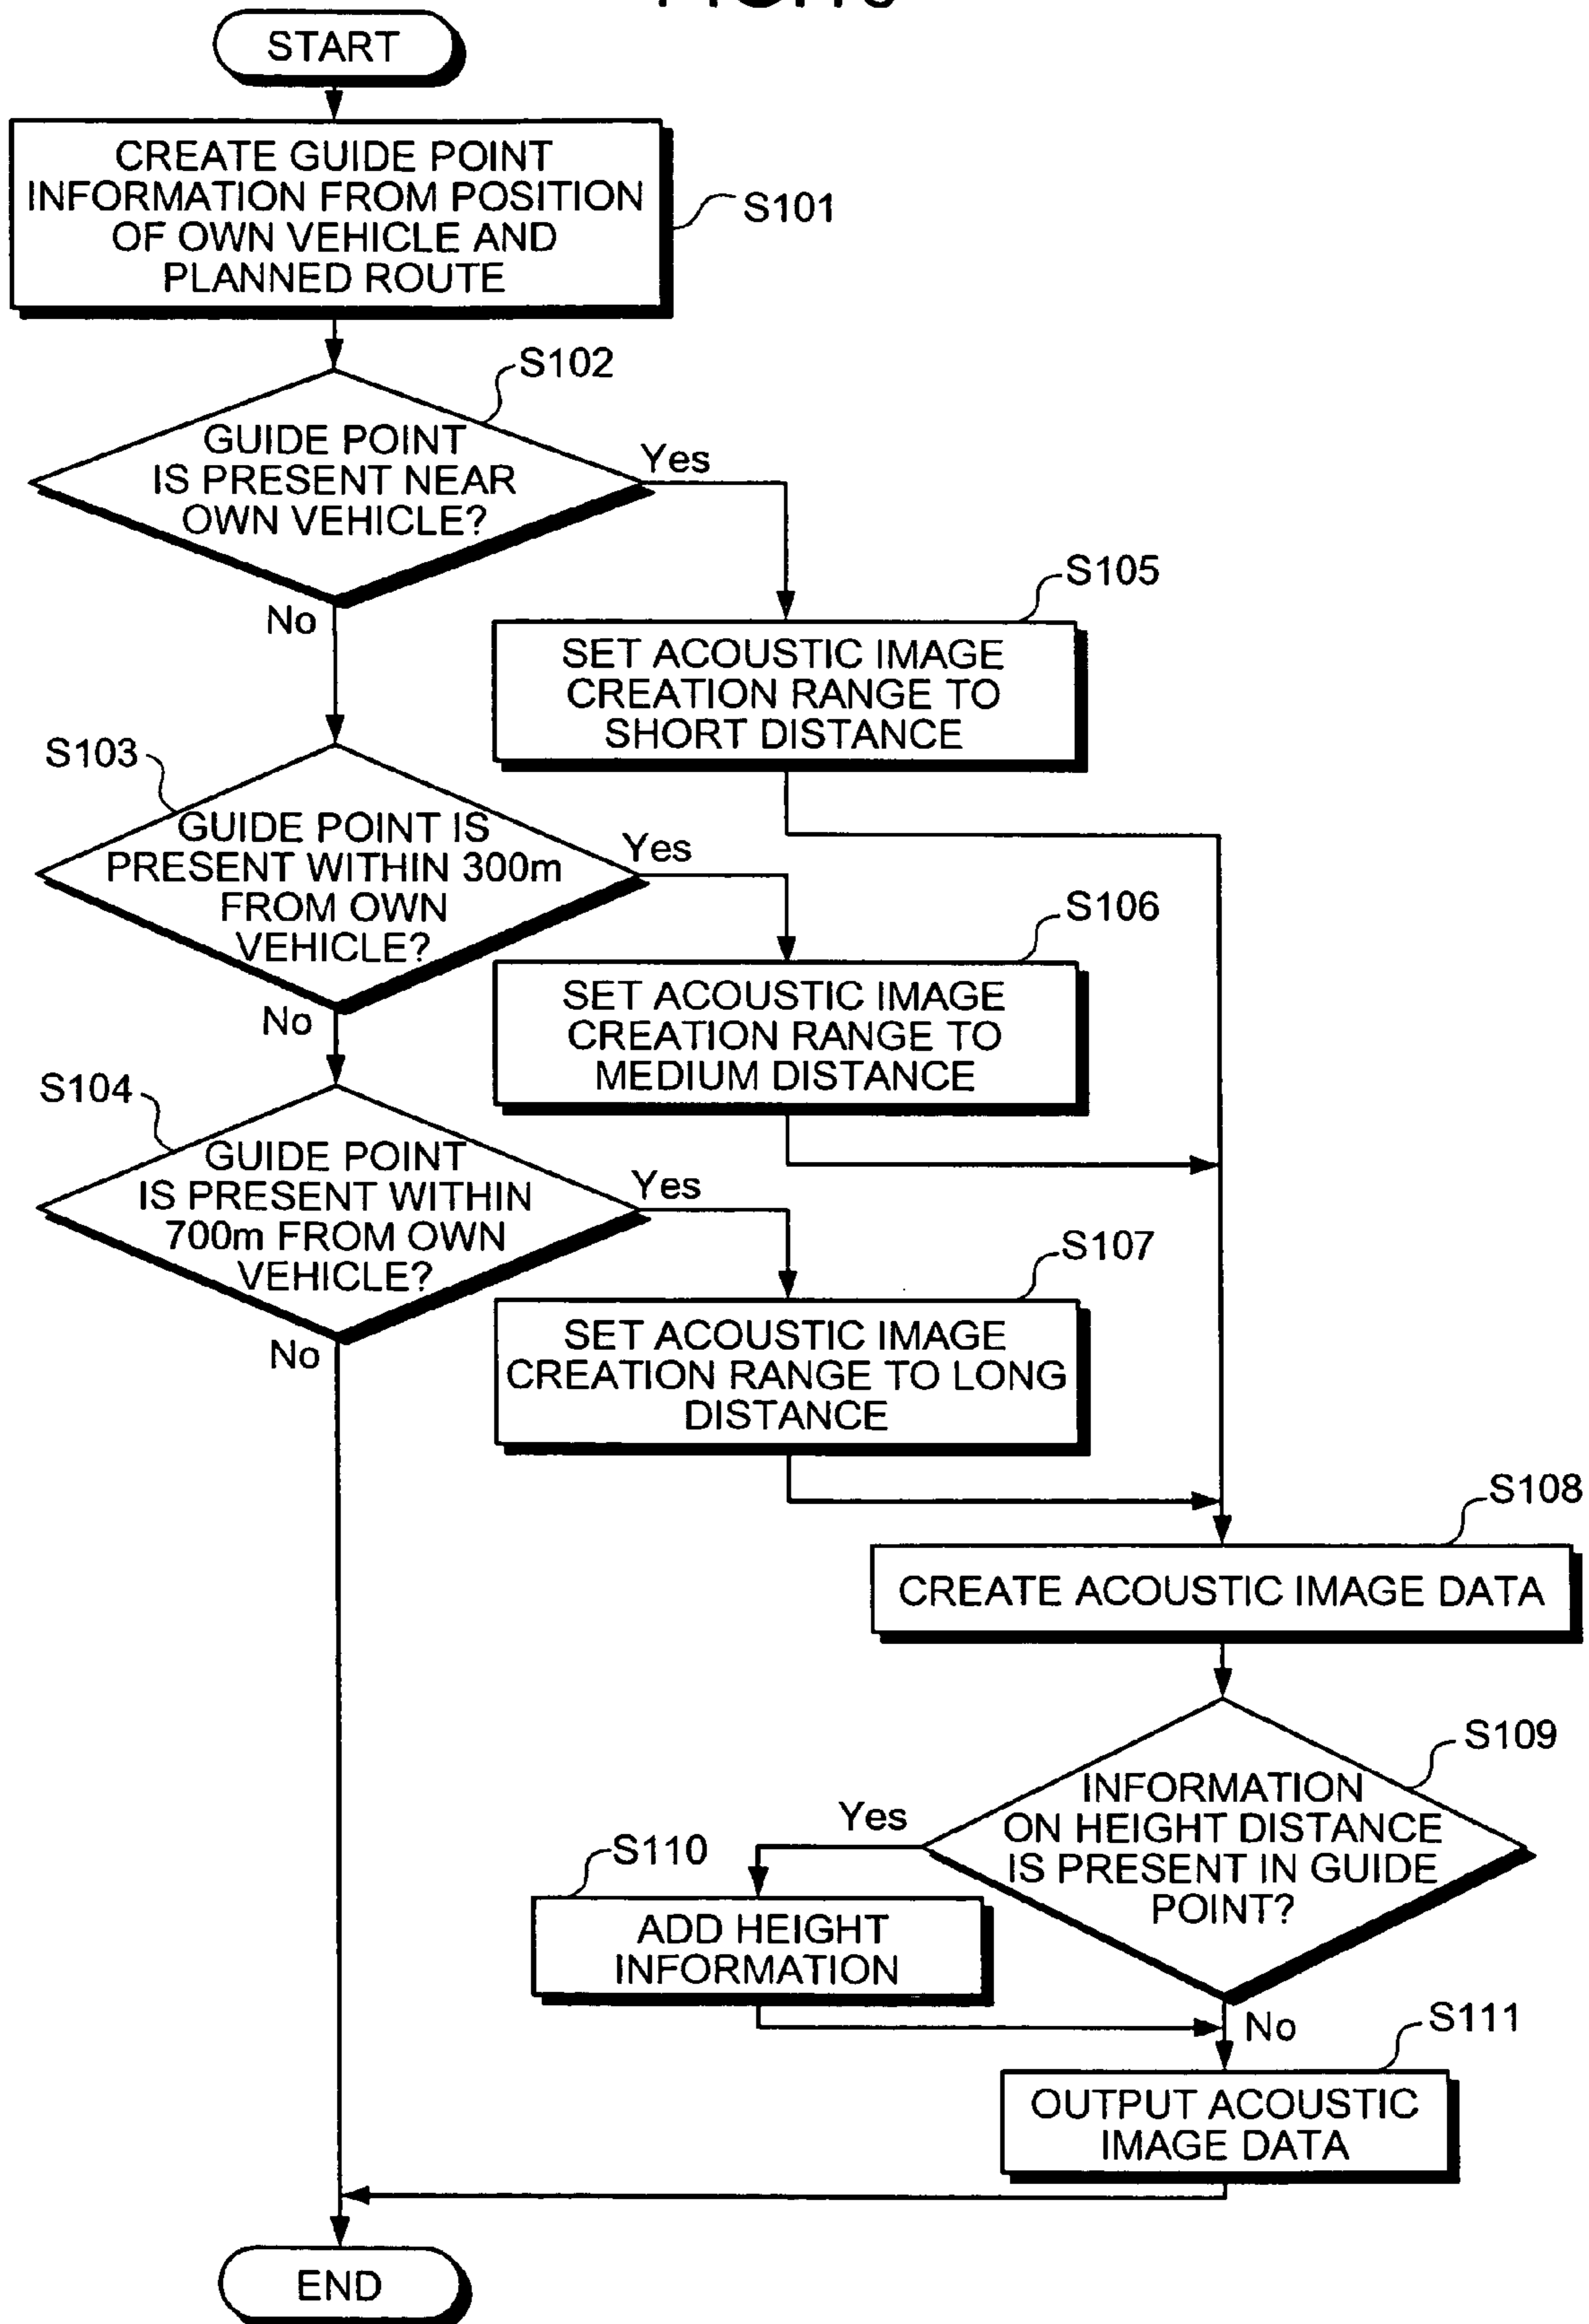 START
CREATE GUIDE POINT
INFORMATION FROM POSITION
OF OWN VEHICLE AND
PLANNED ROUTE
S101
S102
GUIDE POINT
IS PRESENT NEAR
OWN VEHICLE?
Yes
No
S105
SET ACOUSTIC IMAGE
CREATION RANGE TO
SHORT DISTANCE
S103
GUIDE POINT IS
PRESENT WITHIN 300m
FROM OWN
VEHICLE?
Yes
No
S106
SET ACOUSTIC IMAGE
CREATION RANGE TO
MEDIUM DISTANCE
S104
GUIDE POINT
IS PRESENT WITHIN
700m FROM OWN
VEHICLE?
Yes
No
S107
SET ACOUSTIC IMAGE
CREATION RANGE TO LONG
DISTANCE
S108
CREATE ACOUSTIC IMAGE DATA
S109
INFORMATION
ON HEIGHT DISTANCE
IS PRESENT IN GUIDE
POINT?
Yes
S110
ADD HEIGHT
INFORMATION
No
S111
OUTPUT ACOUSTIC
IMAGE DATA
END